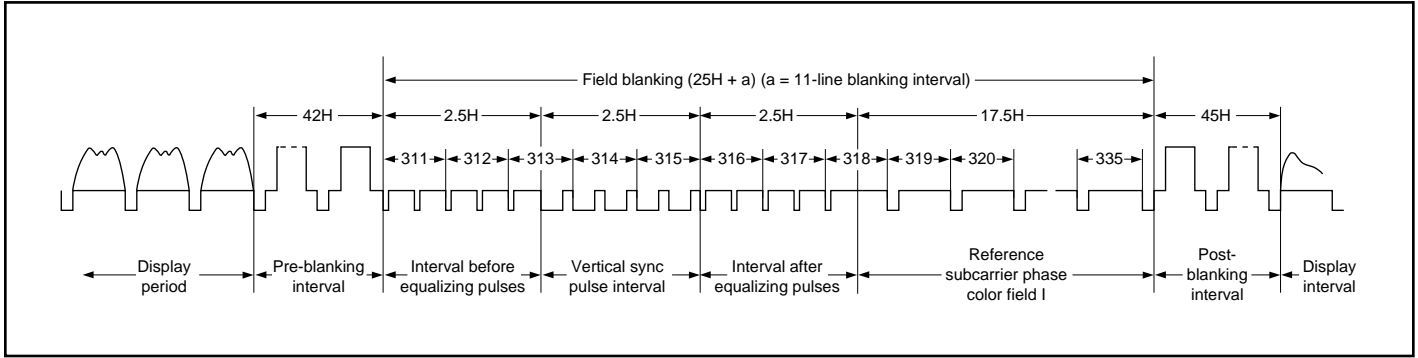 Field blanking (25H + a) (a = 11-line blanking interval)
42H
2.5H
2.5H
2.5H
17.5H
45H
311
312
313
314
315
316
317
318
319
320
335
Display
period
Pre-blanking
interval
Interval before
equalizing pulses
Vertical sync
pulse interval
Interval after
equalizing pulses
Reference
subcarrier phase
color field I
Post-
blanking
interval
Display
interval